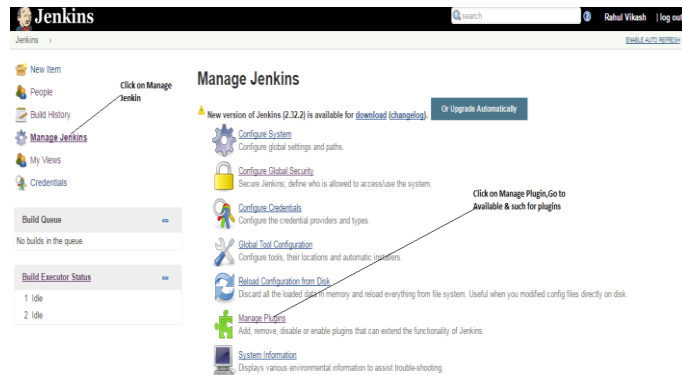 Jenkins
search
Rahul Vikash | log out
Jenkins
ENABLE AUTO REFRESH
New Item
People
Build History
Manage Jenkins
My Views
Credentials
Click on Manage
Jenkin
Build Queue
No builds in the queue.
Build Executor Status
1 Idle
2 Idle
Manage Jenkins
New version of Jenkins (2.32.2) is available for download (changelog).
Or Upgrade Automatically
Configure System
Configure global settings and paths.
Configure Global Security
Secure Jenkins; define who is allowed to access/use the system.
Click on Manage Plugin,Go to
Available & such for plugins
Configure Credentials
Configure the credential providers and types
Global Tool Configuration
Configure tools, their locations and automatic installers.
Reload Configuration from Disk
Discard all the loaded data in memory and reload everything from file system. Useful when you modified config files directly on disk.
Manage Plugins
Add, remove, disable or enable plugins that can extend the functionality of Jenkins.
System Information
Displays various environmental information to assist trouble-shooting.